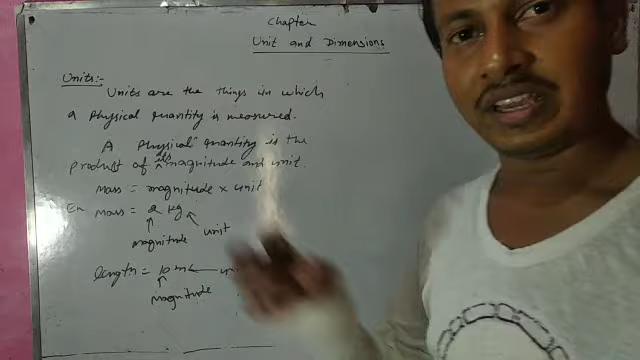 Chapter
Unit and Dimensions
Units:-
Units are the things in which
a physical quantity is measured.
A physical quantity is the
product of its magnitude and unit.
Mass = magnitude x unit
Ex Mass = 2 kg
magnitude unit
length = 10 m
magnitude